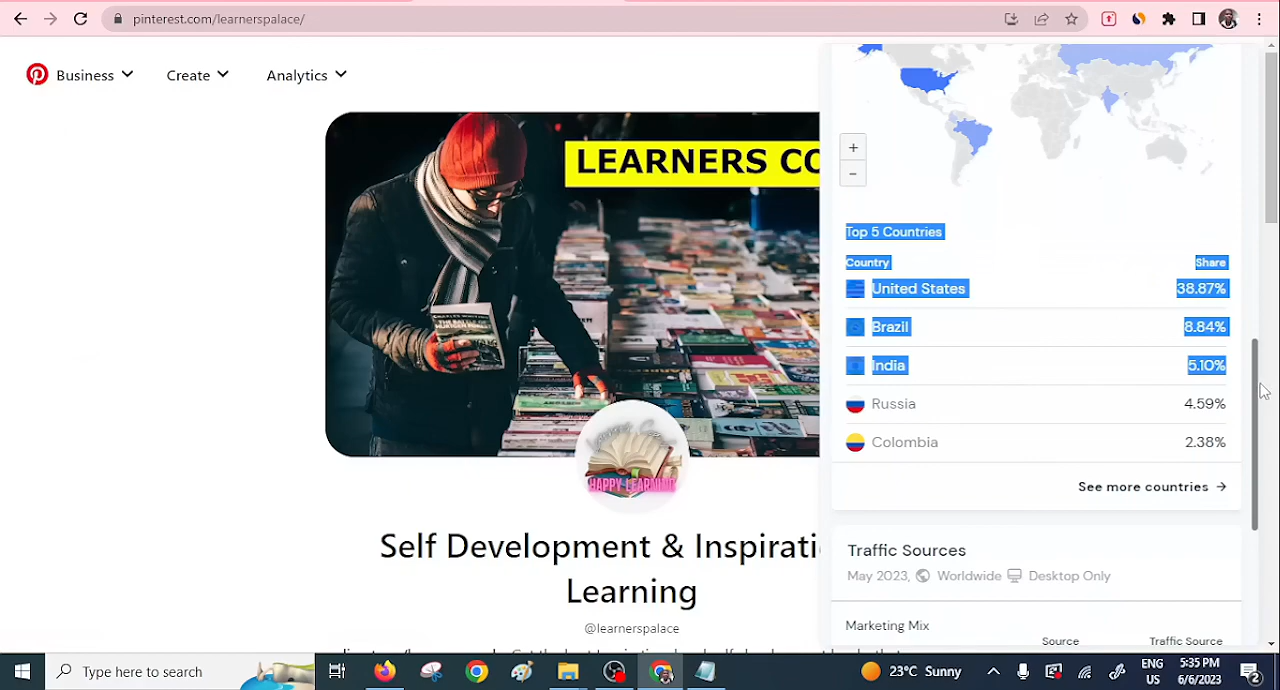 pinterest.com/learnerspalace/
Business
Create
Analytics
LEARNERS CO
HAPPY LEARNING
Self Development & Inspirati
Learning
@learnerspalace
Top 5 Countries
Country Share
United States 38.87%
Brazil 8.84%
India 5.10%
Russia 4.59%
Colombia 2.38%
See more countries →
Traffic Sources
May 2023, Worldwide Desktop Only
Marketing Mix
Source Traffic Source
Type here to search
23°C Sunny
ENG
US
5:35 PM
6/6/2023
2